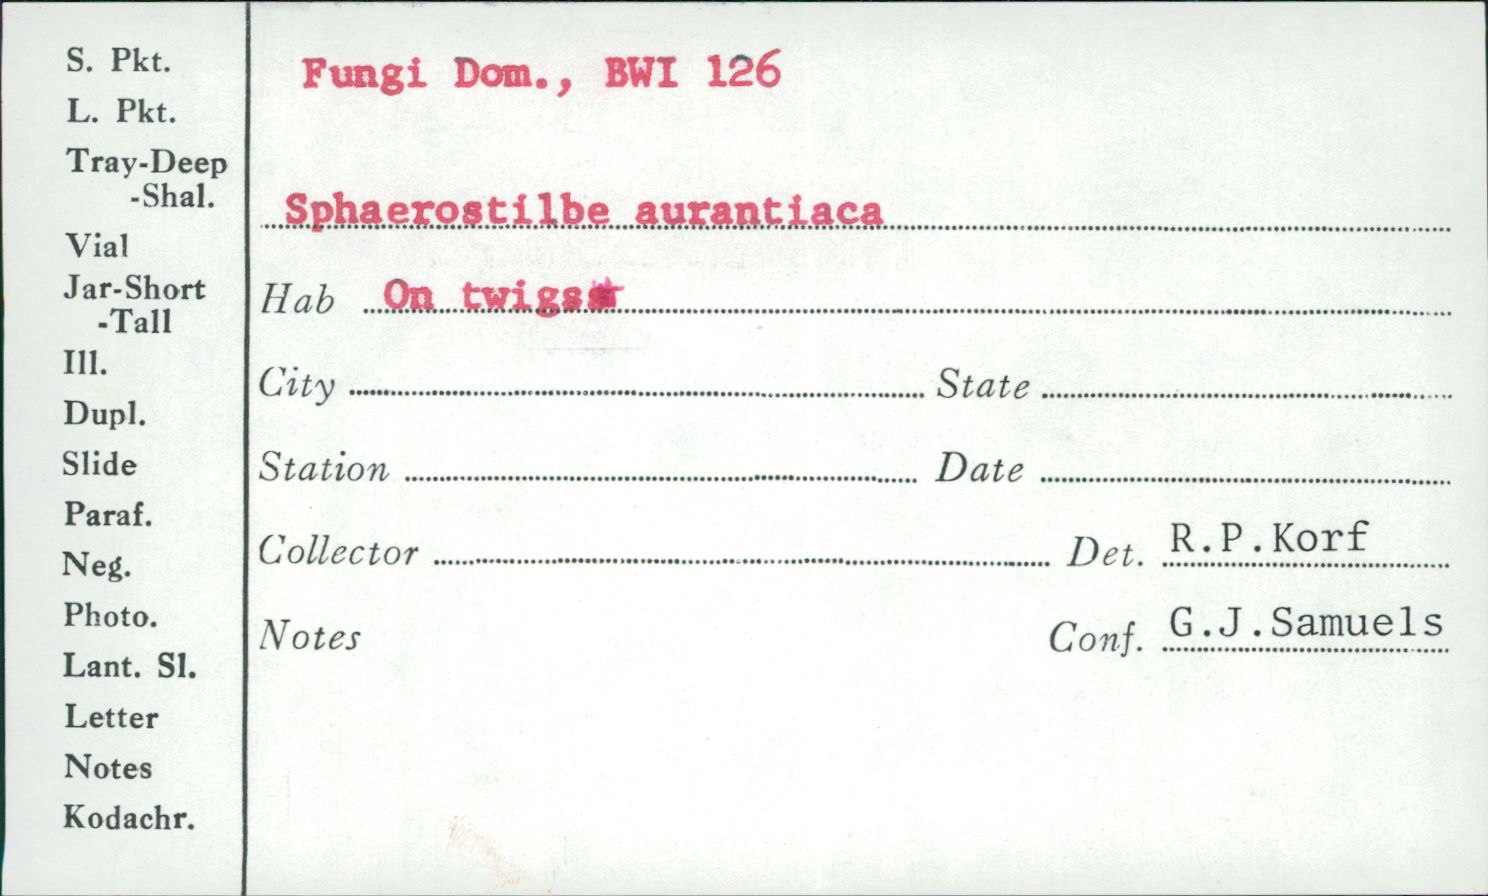 S. Pkt.
L. Pkt.
Tray-Deep
-Shal.
Vial
Jar-Short
-Tall
Ill.
Dupl.
Slide
Paraf.
Neg.
Photo.
Lant. Sl.
Letter
Notes
Kodachr.
Fungi Dom., BWI 126
Sphaerostilbe aurantiaca
Hab On twigs
City State
Station Date
Collector Det. R.P.Korf
Notes Conf. G.J.Samuels